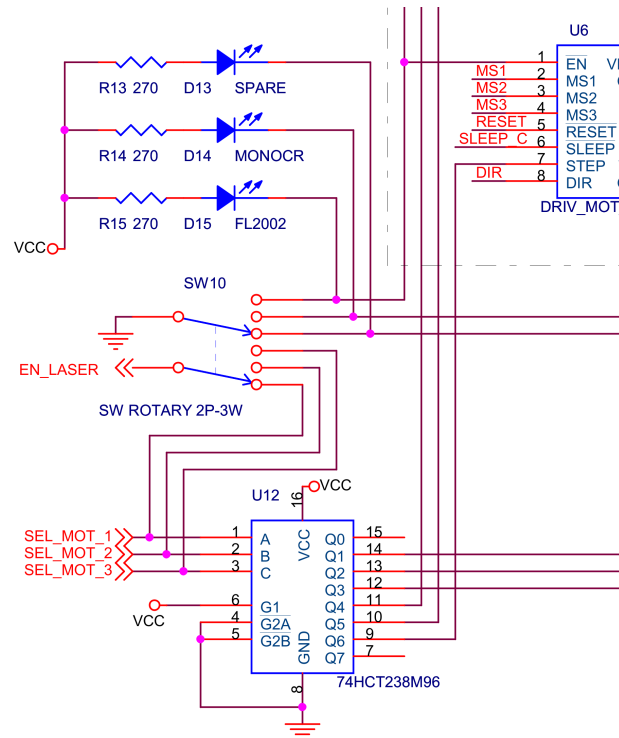 U6
R13 270 D13 SPARE
R14 270 D14 MONOCR
R15 270 D15 FL2002
VCC
1 EN
MS1 2 MS1
MS2 3 MS2
MS3 4 MS3
RESET 5 RESET
SLEEP_C 6 SLEEP
7 STEP
DIR 8 DIR
DRIV_MOT
SW10
EN_LASER
SW ROTARY 2P-3W
U12
VCC
16
VCC
SEL_MOT_1 1 A Q0 15
SEL_MOT_2 2 B Q1 14
SEL_MOT_3 3 C Q2 13
Q3 12
6 G1 Q4 11
VCC
4 G2A Q5 10
5 G2B Q6 9
Q7 7
GND
8
74HCT238M96